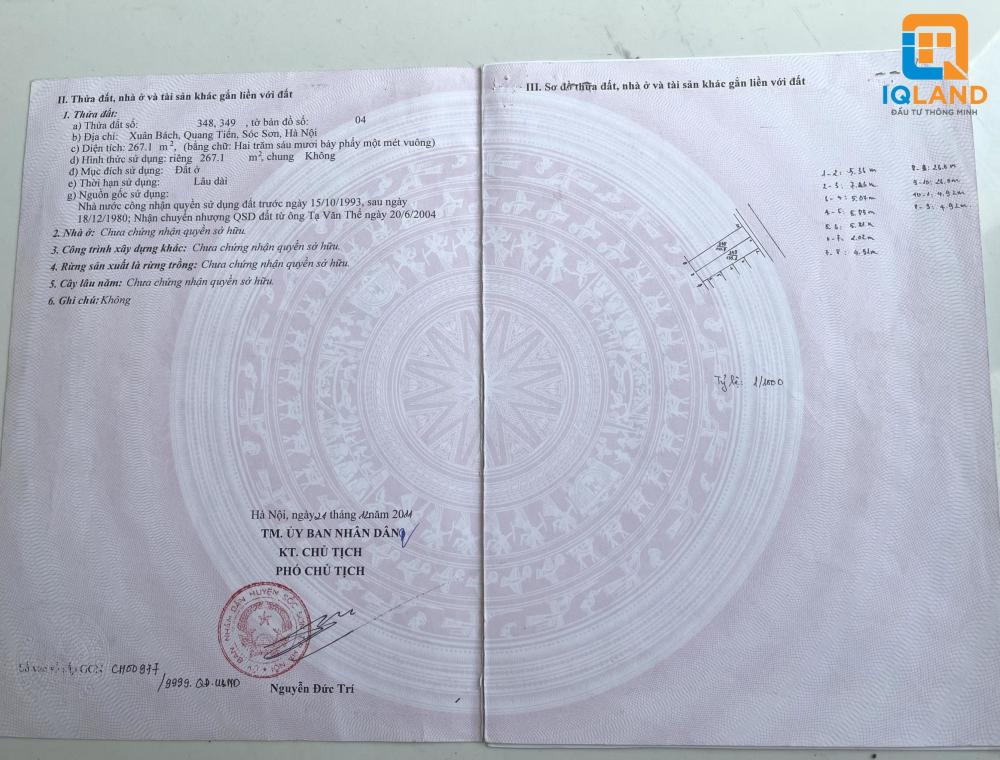 IQLAND
ĐẦU TƯ THÔNG MINH
II. Thửa đất, nhà ở và tài sản khác gắn liền với đất
1. Thửa đất:
a) Thửa đất số: 348, 349 , tờ bản đồ số: 04
b) Địa chỉ: Xuân Bách, Quang Tiến, Sóc Sơn, Hà Nội
c) Diện tích: 267.1 m², (bằng chữ: Hai trăm sáu mươi bảy phẩy một mét vuông)
d) Hình thức sử dụng: riêng 267.1 m², chung Không
đ) Mục đích sử dụng: Đất ở
e) Thời hạn sử dụng: Lâu dài
g) Nguồn gốc sử dụng:
Nhà nước công nhận quyền sử dụng đất trước ngày 15/10/1993, sau ngày
18/12/1980; Nhận chuyển nhượng QSD đất từ ông Tạ Văn Thế ngày 20/6/2004
2. Nhà ở: Chưa chứng nhận quyền sở hữu.
3. Công trình xây dựng khác: Chưa chứng nhận quyền sở hữu.
4. Rừng sản xuất là rừng trồng: Chưa chứng nhận quyền sở hữu.
5. Cây lâu năm: Chưa chứng nhận quyền sở hữu.
6. Ghi chú: Không
Hà Nội, ngày 21 tháng 12 năm 2011
TM. ỦY BAN NHÂN DÂN
KT. CHỦ TỊCH
PHÓ CHỦ TỊCH
Nguyễn Đức Trí
GCN CH00977
/9999. QĐ-UBND
III. Sơ đồ thửa đất, nhà ở và tài sản khác gắn liền với đất
Tỷ lệ: 1/1000